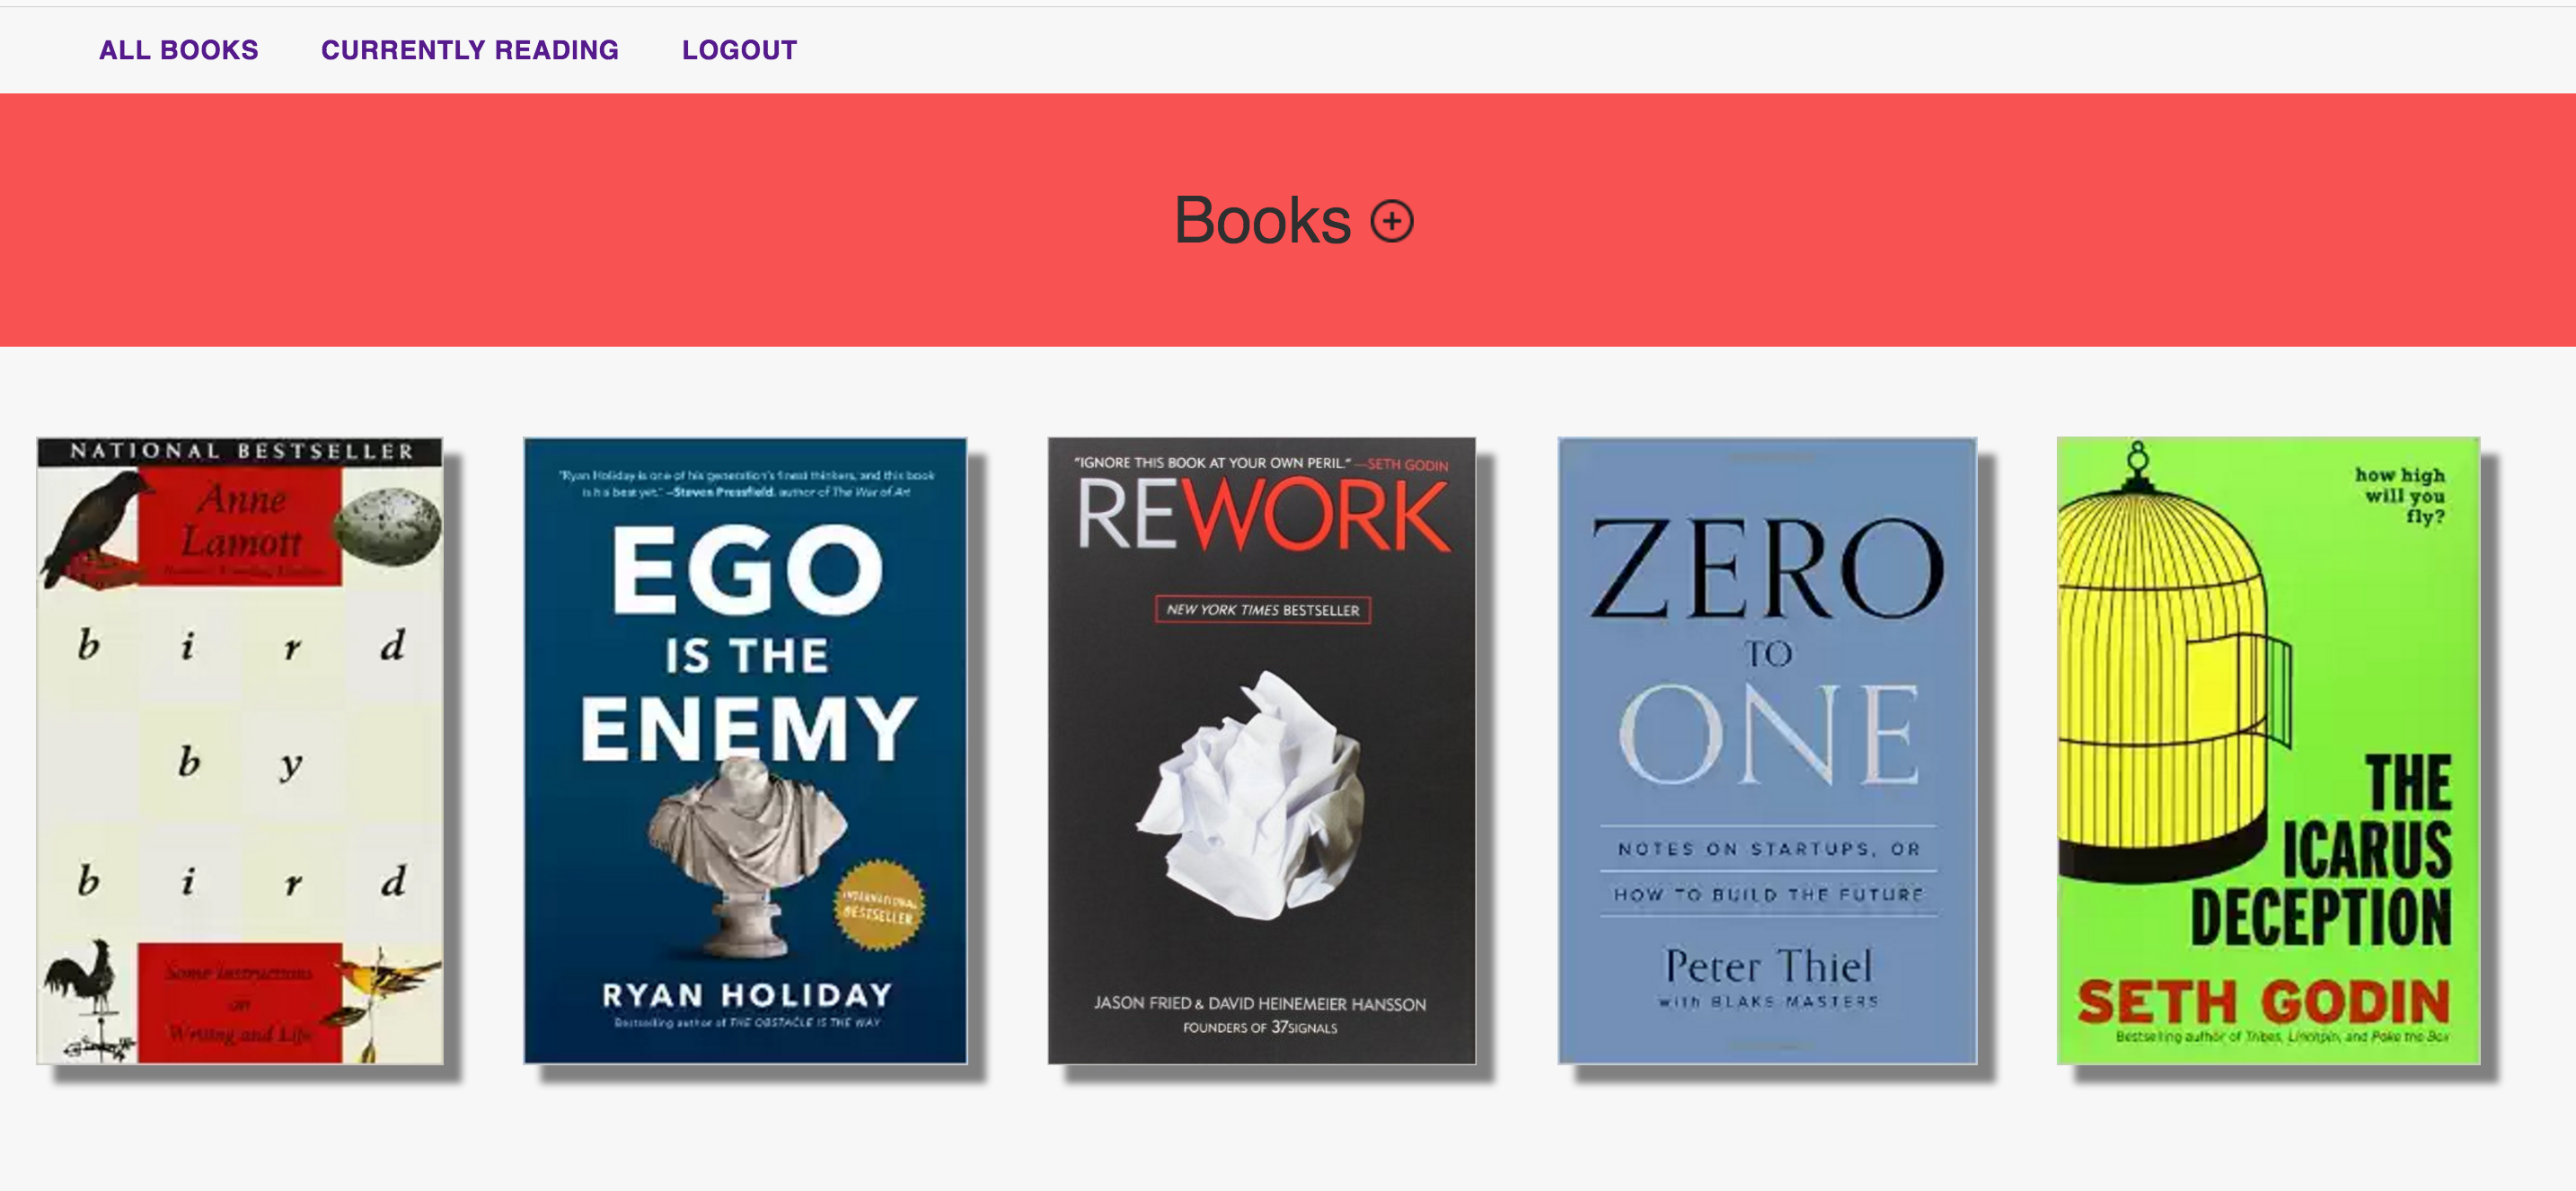 ALL BOOKS CURRENTLY READING LOGOUT
Books
NATIONAL BESTSELLER
Anne
Lamott
b i r d
b y
b i r d
Some Instructions
on
Writing and Life
"Ryan Holiday is one of his generation's finest thinkers, and this book
is his best yet." —Steven Pressfield, author of The War of Art
EGO
IS THE
ENEMY
INTERNATIONAL
BESTSELLER
RYAN HOLIDAY
Bestselling author of THE OBSTACLE IS THE WAY
"IGNORE THIS BOOK AT YOUR OWN PERIL." —SETH GODIN
REWORK
NEW YORK TIMES BESTSELLER
JASON FRIED & DAVID HEINEMEIER HANSSON
FOUNDERS OF 37SIGNALS
ZERO
TO
ONE
NOTES ON STARTUPS, OR
HOW TO BUILD THE FUTURE
Peter Thiel
with BLAKE MASTERS
how high
will you
fly?
THE
ICARUS
DECEPTION
SETH GODIN
Bestselling author of Tribes, Linchpin, and Poke the Box